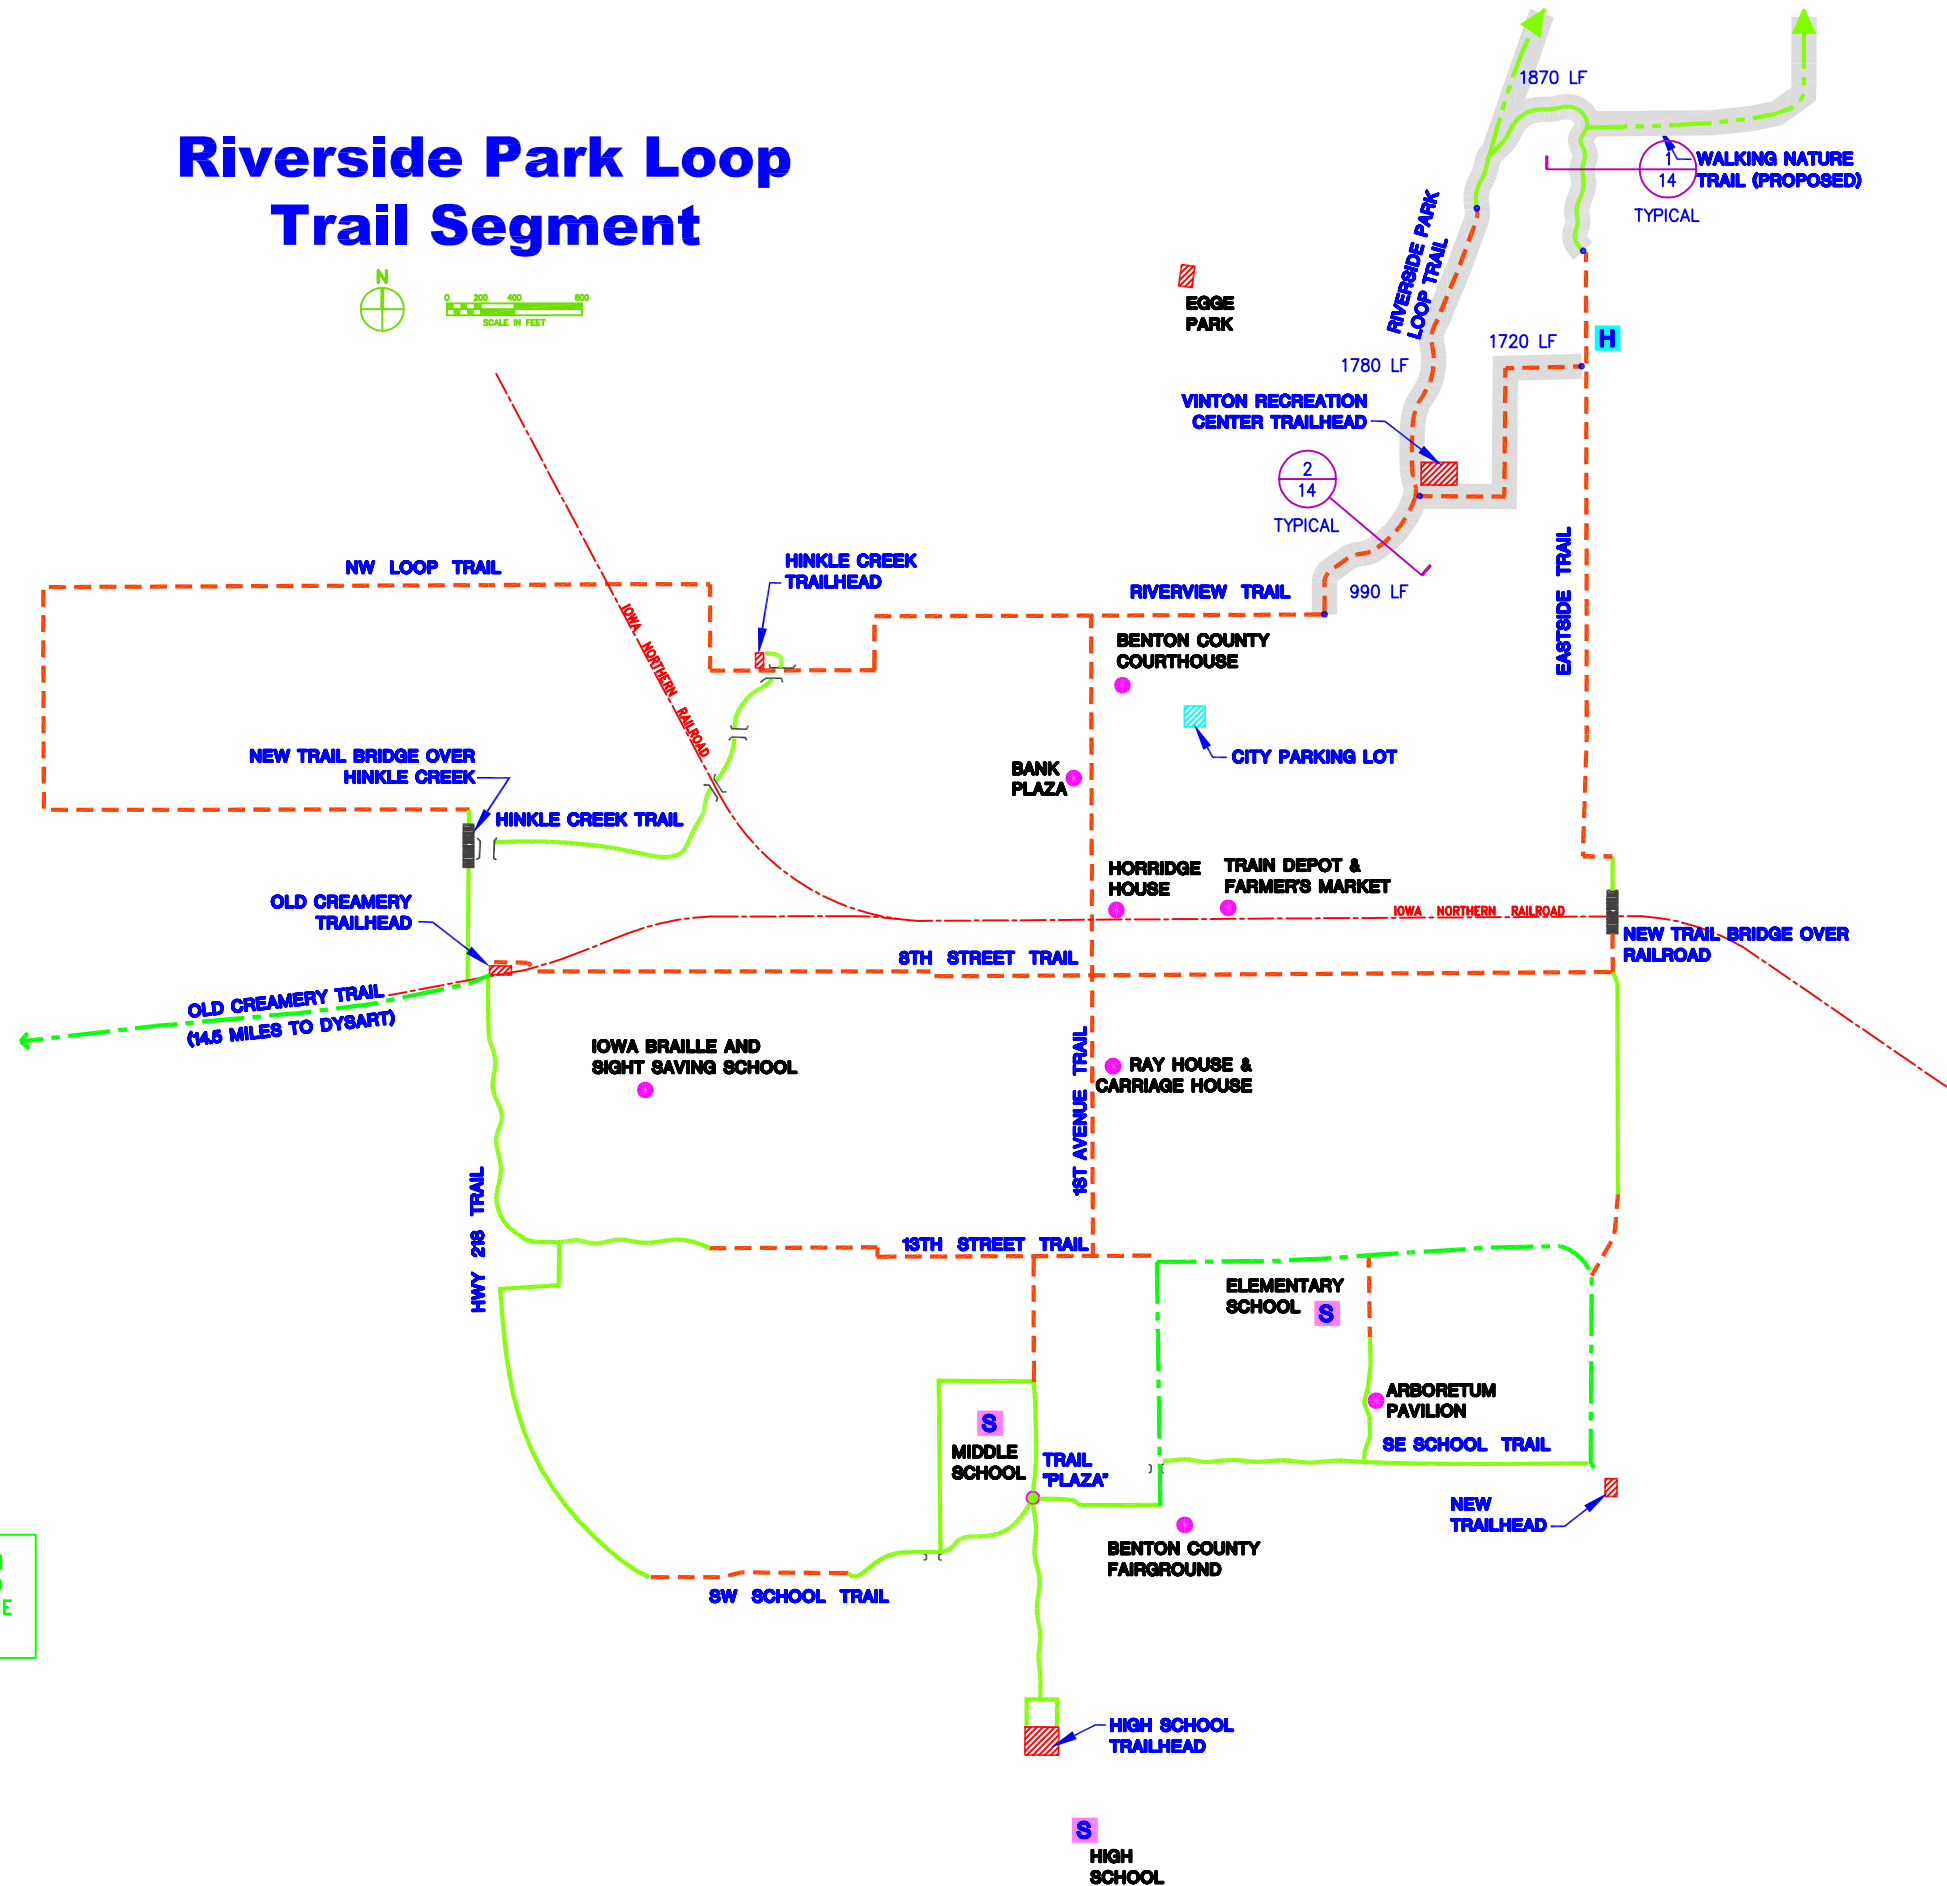 Riverside Park Loop
Trail Segment
N
0 200 400 800
SCALE IN FEET
1870 LF
WALKING NATURE
TRAIL (PROPOSED)
1
14
TYPICAL
RIVERSIDE PARK
LOOP TRAIL
EGGE
PARK
H
1720 LF
1780 LF
VINTON RECREATION
CENTER TRAILHEAD
2
14
TYPICAL
EASTSIDE TRAIL
NW LOOP TRAIL
HINKLE CREEK
TRAILHEAD
RIVERVIEW TRAIL
990 LF
IOWA NORTHERN RAILROAD
BENTON COUNTY
COURTHOUSE
NEW TRAIL BRIDGE OVER
HINKLE CREEK
CITY PARKING LOT
BANK
PLAZA
HINKLE CREEK TRAIL
HORRIDGE
HOUSE
TRAIN DEPOT &
FARMER'S MARKET
OLD CREAMERY
TRAILHEAD
IOWA NORTHERN RAILROAD
NEW TRAIL BRIDGE OVER
RAILROAD
8TH STREET TRAIL
OLD CREAMERY TRAIL
(14.5 MILES TO DYSART)
IOWA BRAILLE AND
SIGHT SAVING SCHOOL
1ST AVENUE TRAIL
RAY HOUSE &
CARRIAGE HOUSE
HWY 218 TRAIL
13TH STREET TRAIL
ELEMENTARY
SCHOOL
S
ARBORETUM
PAVILION
S
MIDDLE
SCHOOL
TRAIL
"PLAZA"
SE SCHOOL TRAIL
NEW
TRAILHEAD
BENTON COUNTY
FAIRGROUND
SW SCHOOL TRAIL
HIGH SCHOOL
TRAILHEAD
S
HIGH
SCHOOL